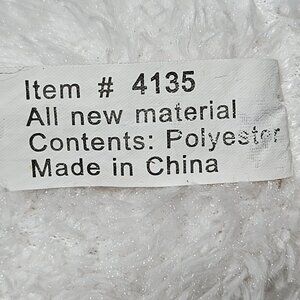 Item # 4135
All new material
Contents: Polyester
Made in China